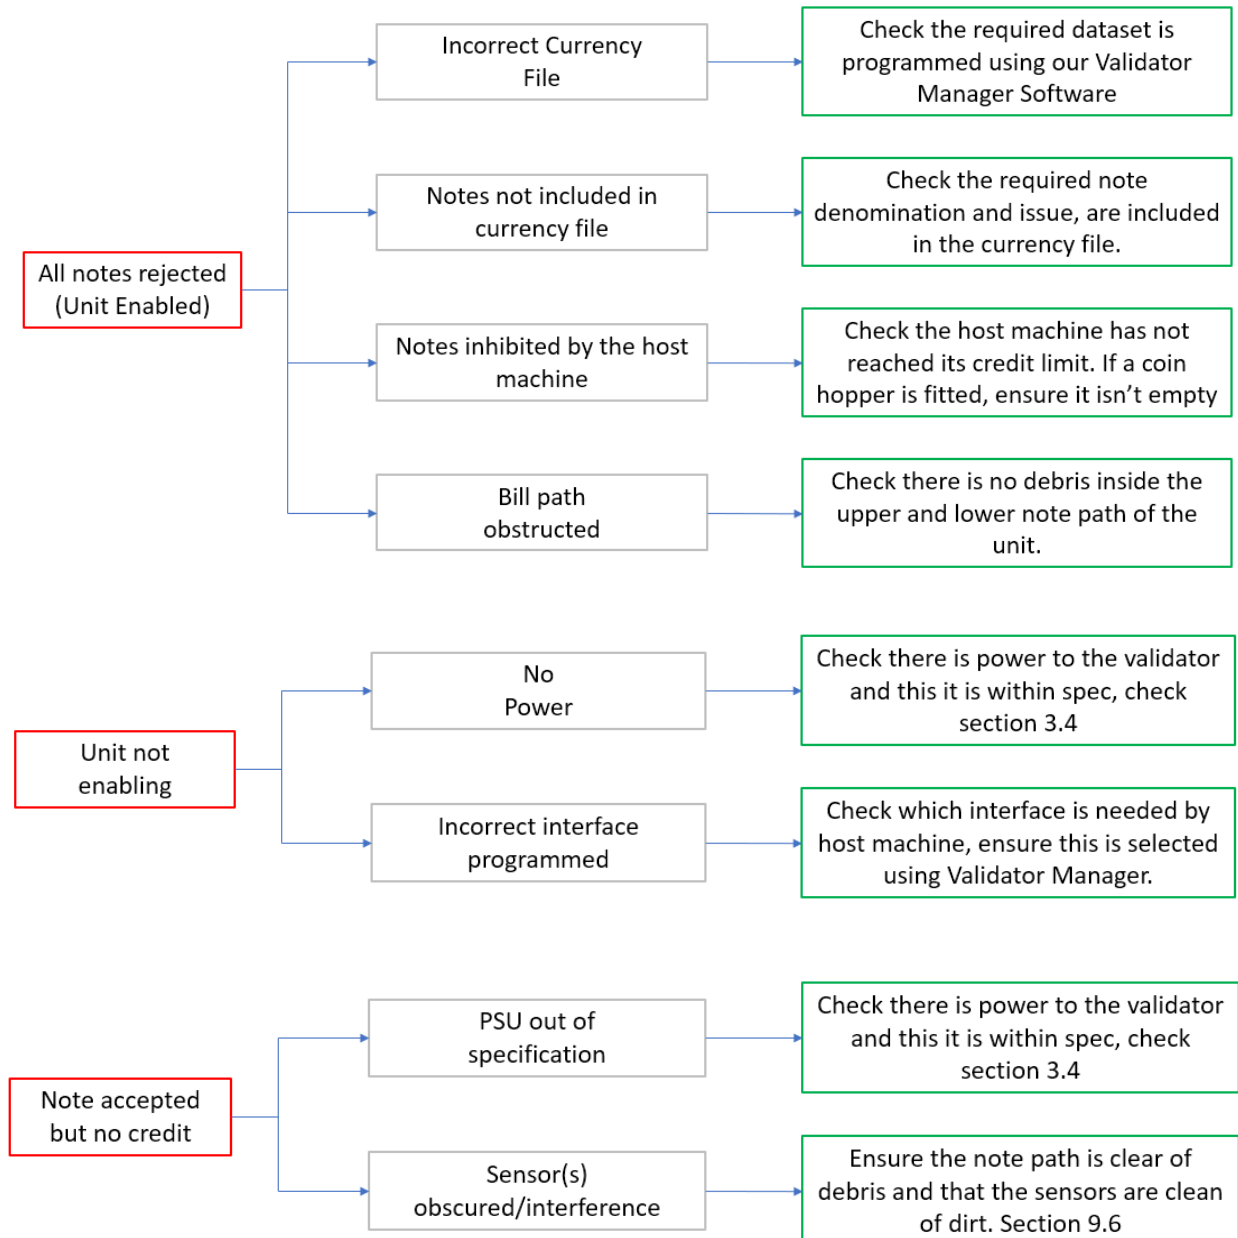 Incorrect Currency
File
Check the required dataset is
programmed using our Validator
Manager Software
Notes not included in
currency file
Check the required note
denomination and issue, are included
in the currency file.
All notes rejected
(Unit Enabled)
Notes inhibited by the host
machine
Check the host machine has not
reached its credit limit. If a coin
hopper is fitted, ensure it isn't empty
Bill path
obstructed
Check there is no debris inside the
upper and lower note path of the
unit.
No
Power
Check there is power to the validator
and this it is within spec, check
section 3.4
Unit not
enabling
Incorrect interface
programmed
Check which interface is needed by
host machine, ensure this is selected
using Validator Manager.
PSU out of
specification
Check there is power to the validator
and this it is within spec, check
section 3.4
Note accepted
but no credit
Sensor(s)
obscured/interference
Ensure the note path is clear of
debris and that the sensors are clean
of dirt. Section 9.6